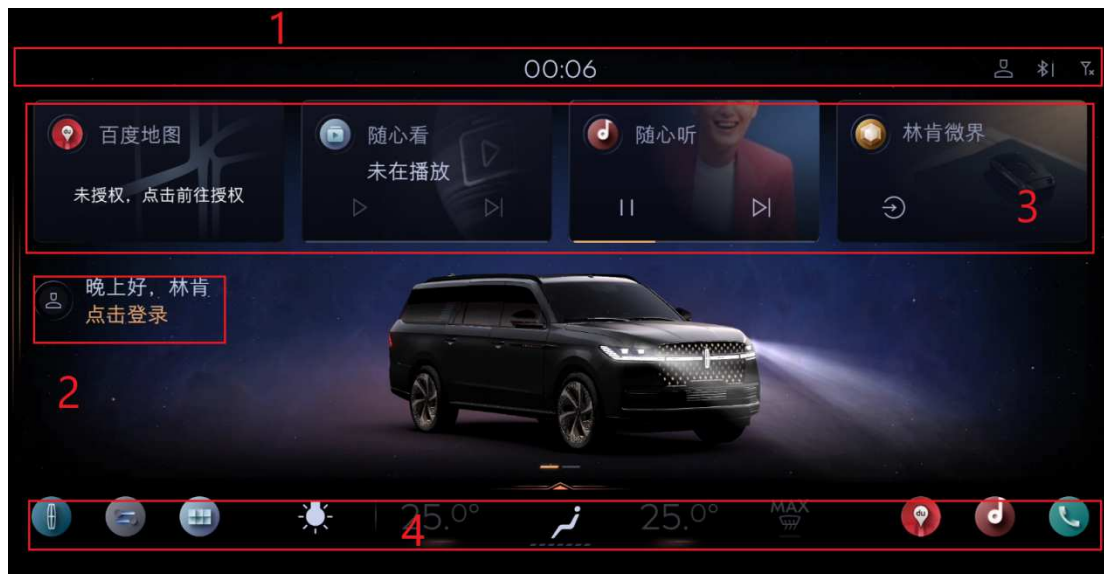 1
00:06
百度地图
未授权，点击前往授权
随心看
未在播放
随心听
林肯微界
3
晚上好，林肯
点击登录
2
25.0°
4
25.0°
MAX
du